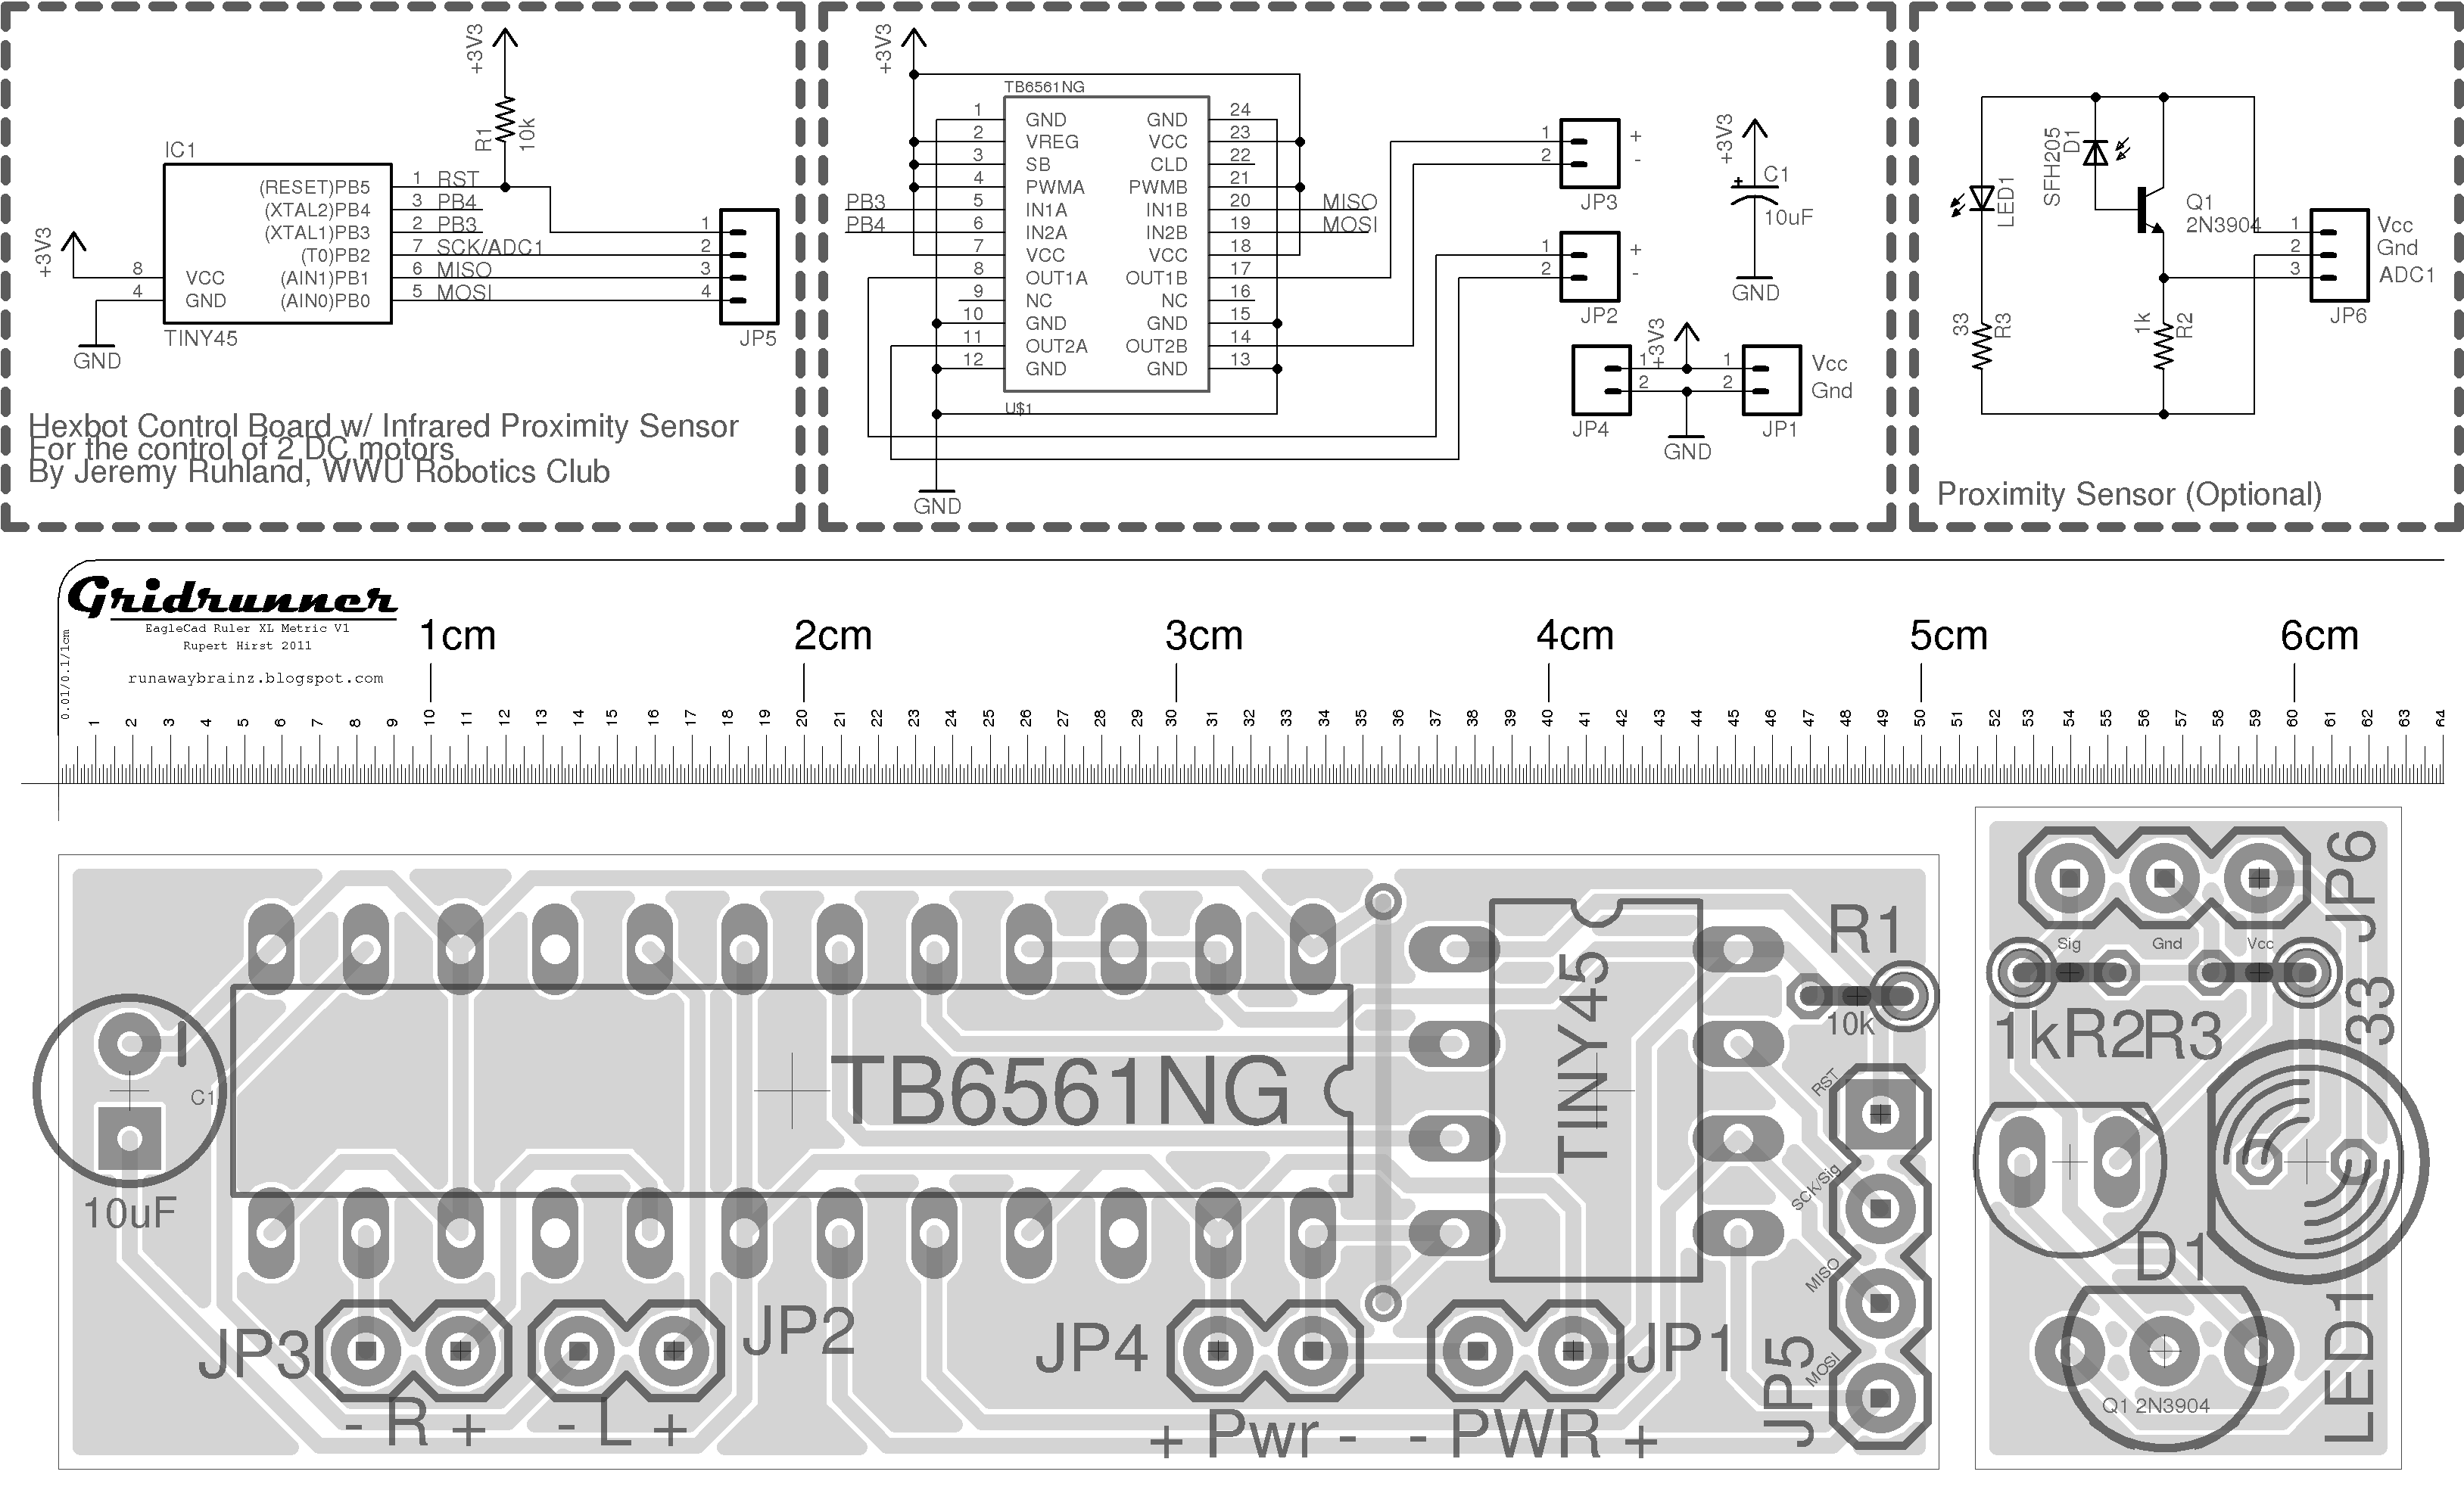 +3V3
R1
10k
IC1
(RESET)PB5 1 RST
(XTAL2)PB4 3 PB4
(XTAL1)PB3 2 PB3
(T0)PB2 7 SCK/ADC1
8 VCC (AIN1)PB1 6 MISO
4 GND (AIN0)PB0 5 MOSI
+3V3
GND
TINY45
1
2
3
4
JP5
Hexbot Control Board w/ Infrared Proximity Sensor
For the control of 2 DC motors
By Jeremy Ruhland, WWU Robotics Club
+3V3
TB6561NG
1 GND GND 24
2 VREG VCC 23
3 SB CLD 22
4 PWMA PWMB 21
PB3 5 IN1A IN1B 20 MISO
PB4 6 IN2A IN2B 19 MOSI
7 VCC VCC 18
8 OUT1A OUT1B 17
9 NC NC 16
10 GND GND 15
11 OUT2A OUT2B 14
12 GND GND 13
U$1
GND
1 +
2 -
JP3
1 +
2 -
JP2
+3V3
C1
+
10uF
GND
+3V3
1 1 Vcc
2 2 Gnd
JP4 JP1
GND
LED1
SFH205
D1
Q1
2N3904
1 Vcc
2 Gnd
3 ADC1
JP6
33
R3
1k
R2
Proximity Sensor (Optional)
Gridrunner
EagleCad Ruler XL Metric V1
Rupert Hirst 2011
runawaybrainz.blogspot.com
0.01/0.1/1cm
1cm 2cm 3cm 4cm 5cm 6cm
1 2 3 4 5 6 7 8 9 10 11 12 13 14 15 16 17 18 19 20 21 22 23 24 25 26 27 28 29 30 31 32 33 34 35 36 37 38 39 40 41 42 43 44 45 46 47 48 49 50 51 52 53 54 55 56 57 58 59 60 61 62 63 64
C1
10uF
TB6561NG
TINY45
R1
10k
RST
SCK/Sig
MISO
MOSI
JP5
JP3
JP2
JP4
JP1
- R +
- L +
+ Pwr -
- PWR +
JP6
Sig Gnd Vcc
1kR2R3
33
D1
Q1 2N3904
LED1